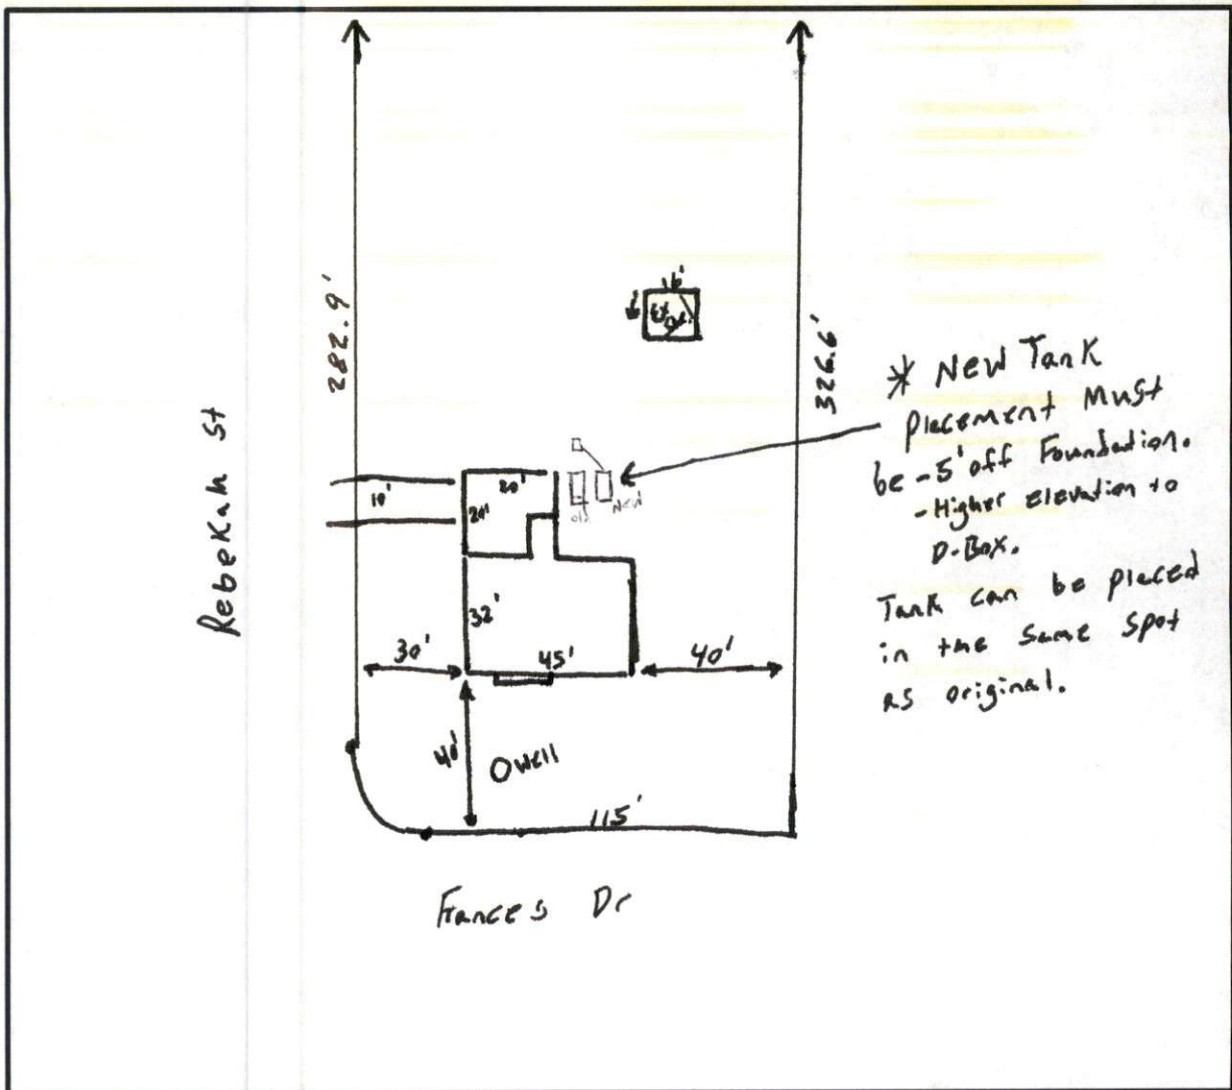 282.9'
16'
326.6'
* New Tank
Placement Must
be - 5' off Foundation.
- Higher elevation to
D-Box.
Tank can be placed
in the same spot
as original.
Rebekah St
10'
20'
20'
old
New
32'
30'
45'
40'
40'
O well
115'
Frances Dr